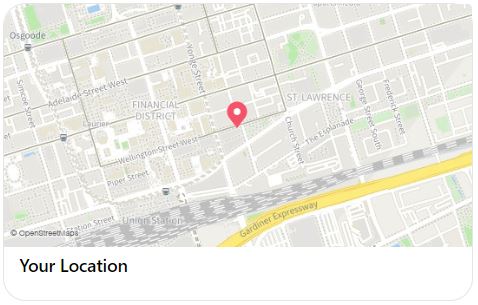 Osgoode
Simcoe Street
Yonge Street
Adelaide Street West
FINANCIAL
DISTRICT
ST. LAWRENCE
George Street South
Frederick Street
Laurier
Church Street
The Esplanade
Wellington Street West
Piper Street
Union Station
Gardiner Expressway
© OpenStreetMaps
Your Location